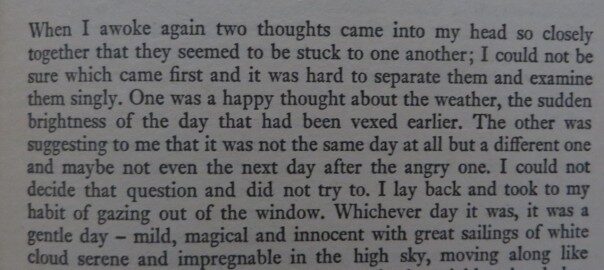 When I awoke again two thoughts came into my head so closely
together that they seemed to be stuck to one another; I could not be
sure which came first and it was hard to separate them and examine
them singly. One was a happy thought about the weather, the sudden
brightness of the day that had been vexed earlier. The other was
suggesting to me that it was not the same day at all but a different one
and maybe not even the next day after the angry one. I could not
decide that question and did not try to. I lay back and took to my
habit of gazing out of the window. Whichever day it was, it was a
gentle day – mild, magical and innocent with great sailings of white
cloud serene and impregnable in the high sky, moving along like